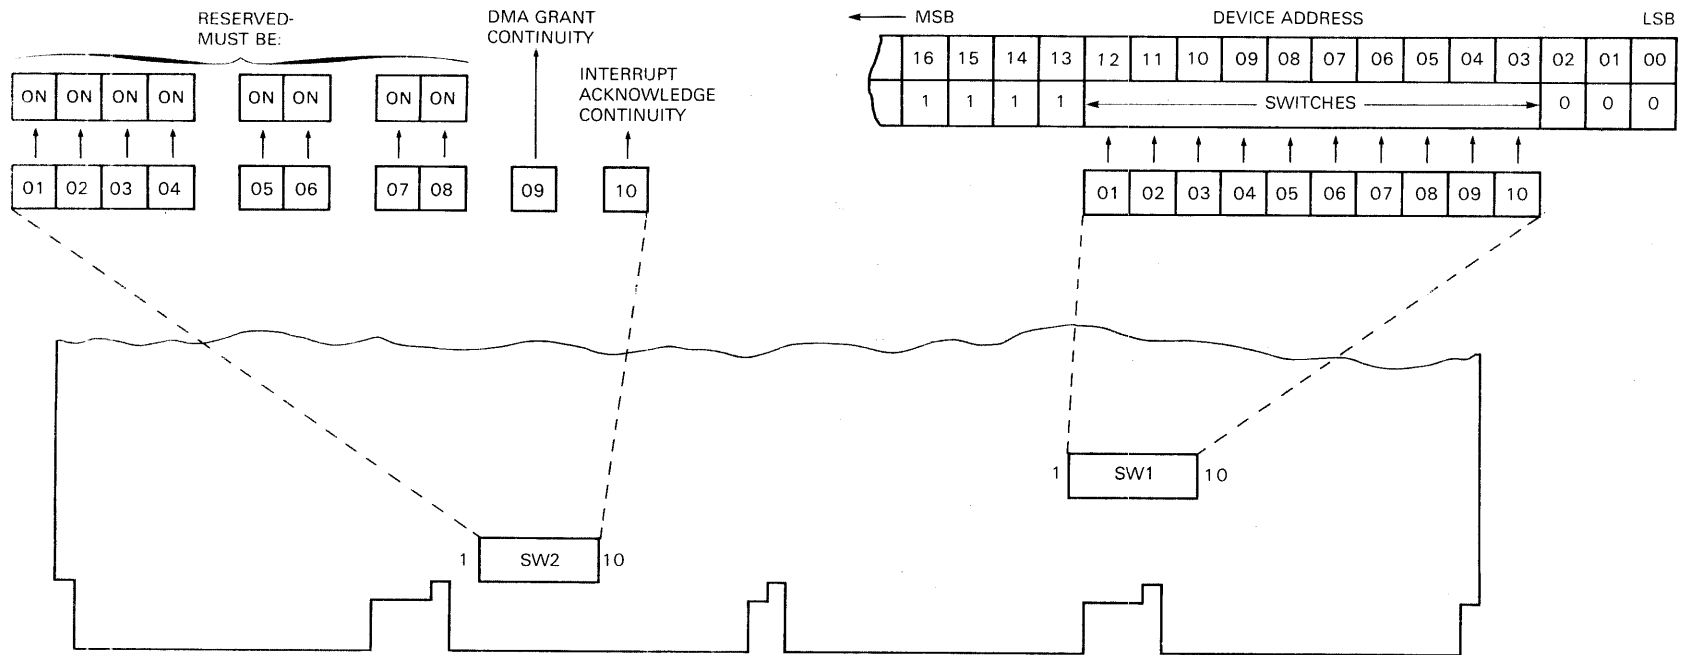 RESERVED-
MUST BE:
DMA GRANT
CONTINUITY
INTERRUPT
ACKNOWLEDGE
CONTINUITY
ON ON ON ON ON ON ON ON
01 02 03 04 05 06 07 08 09 10
MSB DEVICE ADDRESS LSB
16 15 14 13 12 11 10 09 08 07 06 05 04 03 02 01 00
1 1 1 1 SWITCHES 0 0 0
01 02 03 04 05 06 07 08 09 10
1 SW1 10
1 SW2 10